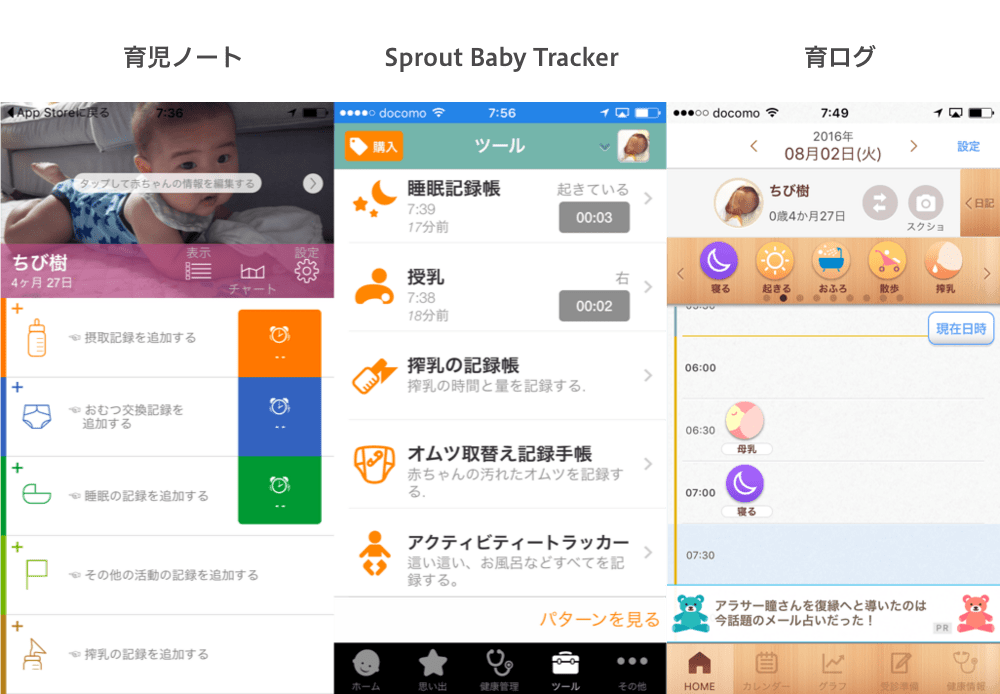 育児ノート
Sprout Baby Tracker
育ログ
App Storeに戻る
7:36
タップして赤ちゃんの情報を編集する
表示
設定
ちび樹
4ヶ月 27日
チャート
摂取記録を追加する
--
おむつ交換記録を
追加する
--
睡眠の記録を追加する
--
その他の活動の記録を追加する
搾乳の記録を追加する
docomo
7:56
購入
ツール
睡眠記録帳
起きている
7:39
00:03
17分前
授乳
右
7:38
00:02
18分前
搾乳の記録帳
搾乳の時間と量を記録する.
オムツ取替え記録手帳
赤ちゃんの汚れたオムツを記録す
る.
アクティビティートラッカー
這い這い、お風呂などすべてを記
録する。
パターンを見る
ホーム
思い出
健康管理
ツール
その他
docomo
7:49
2016年
08月02日(火)
設定
ちび樹
0歳4か月27日
スクショ
日記
寝る
起きる
おふろ
散歩
搾乳
05:30
現在日時
06:00
06:30
母乳
07:00
寝る
07:30
アラサー瞳さんを復縁へと導いたのは
今話題のメール占いだった！
PR
HOME
カレンダー
グラフ
受診準備
健康情報